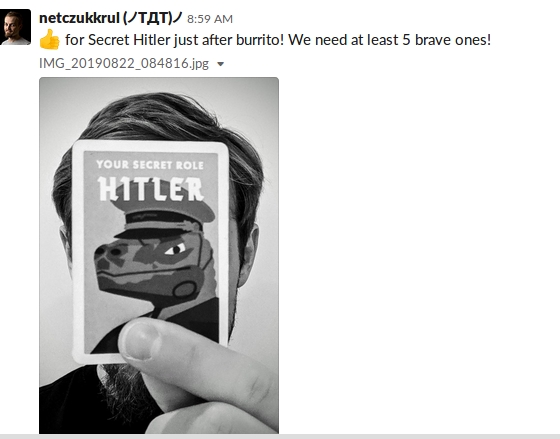 netczukkrul (ノTДT)ノ 8:59 AM
👍 for Secret Hitler just after burrito! We need at least 5 brave ones!
IMG_20190822_084816.jpg
YOUR SECRET ROLE
HITLER